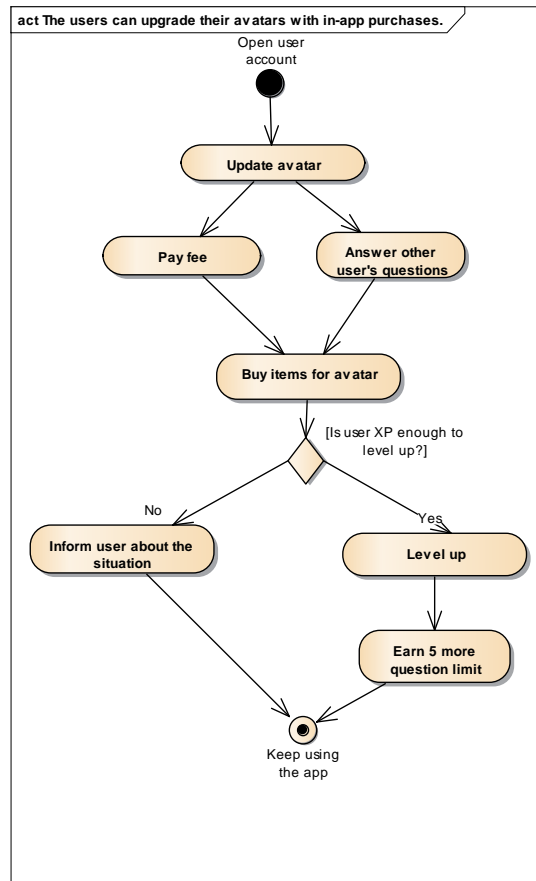 act The users can upgrade their avatars with in-app purchases.
Open user
account
Update avatar
Pay fee
Answer other
user's questions
Buy items for avatar
[Is user XP enough to
level up?]
No
Yes
Inform user about the
situation
Level up
Earn 5 more
question limit
Keep using
the app